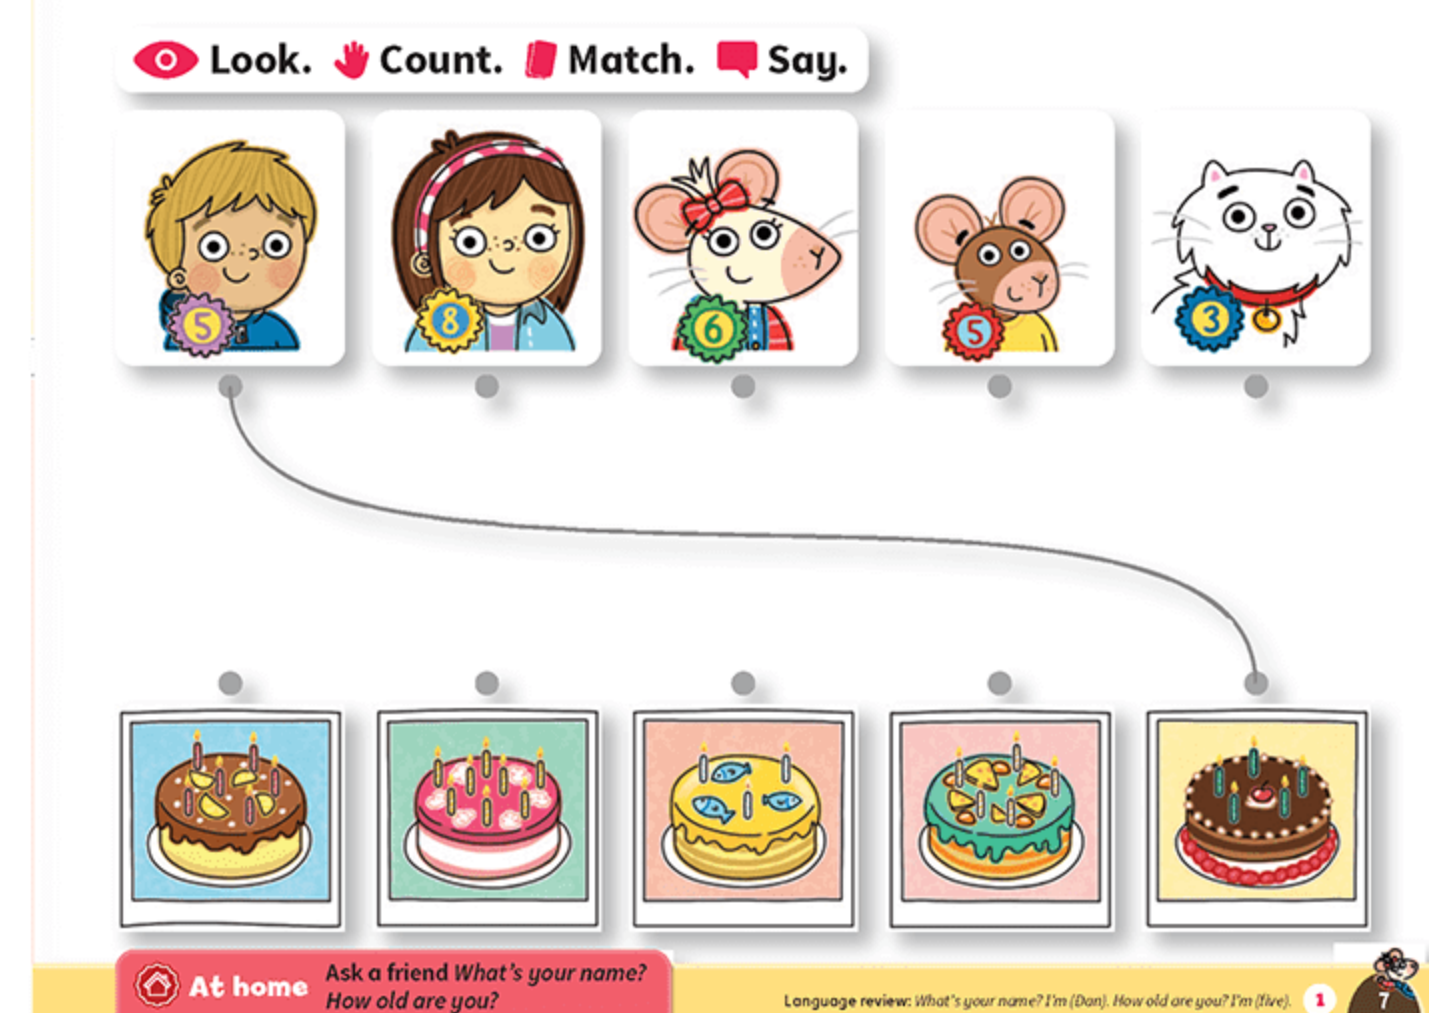 Look. Count. Match. Say.
5 8 6 5 3
At home
Ask a friend What's your name?
How old are you?
Language review: What's your name? I'm (Dan). How old are you? I'm (five). 1 7